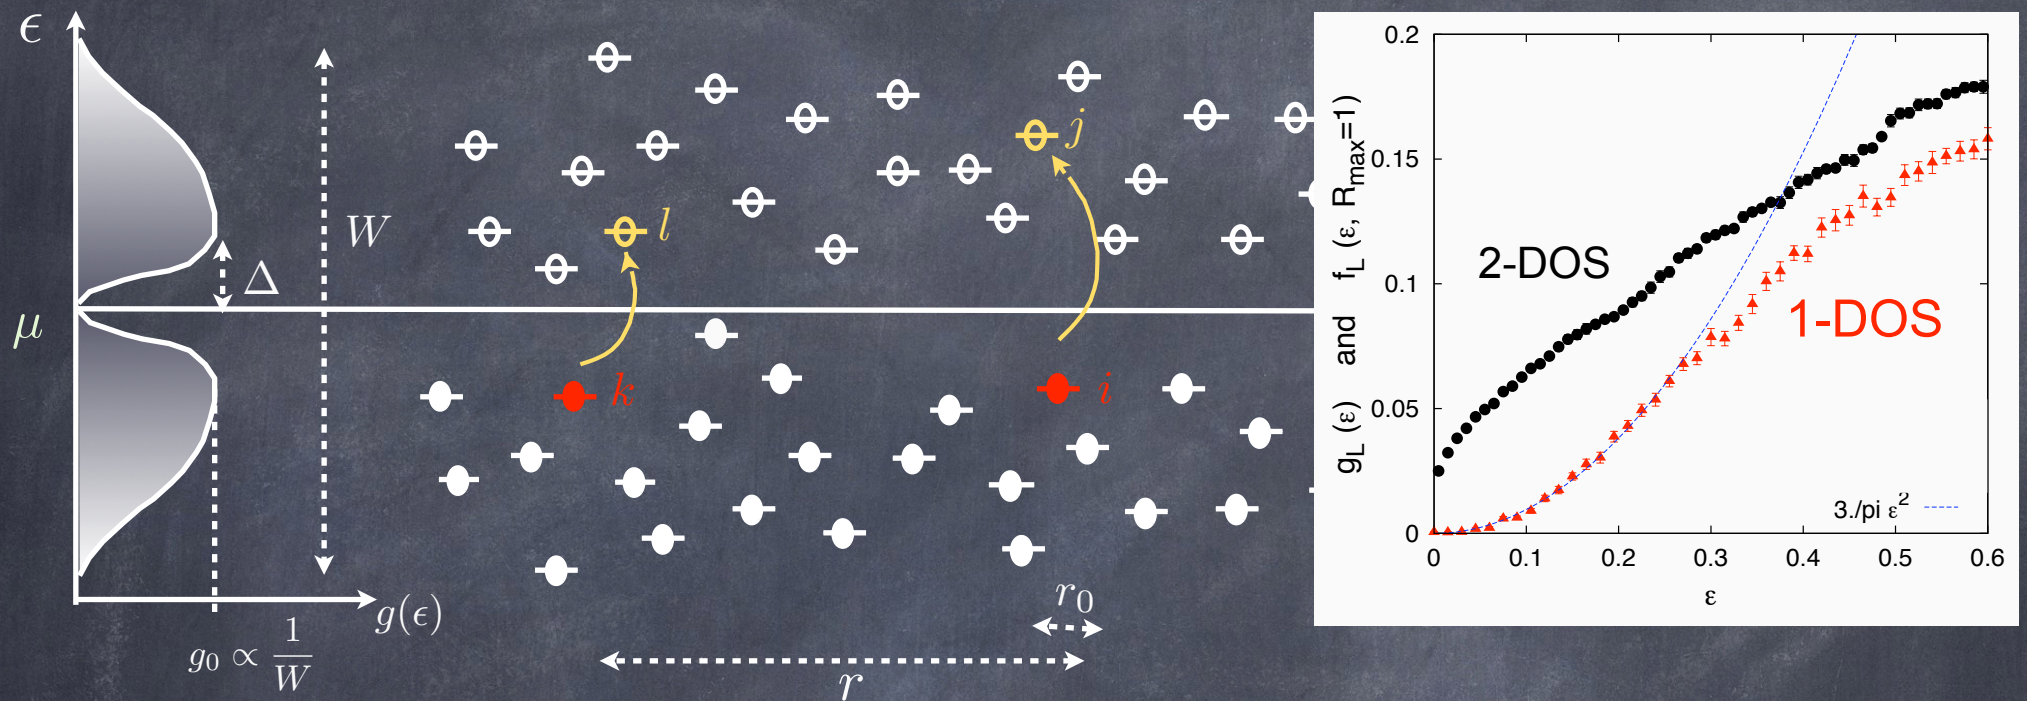 ϵ
μ
W
Δ
g(ϵ)
g₀ ∝ 1/W
l
j
k
i
r₀
r
g_L (ε) and f_L (ε, R_max=1)
0.2
0.15
0.1
0.05
0
2-DOS
1-DOS
3./pi ε²
0 0.1 0.2 0.3 0.4 0.5 0.6
ε